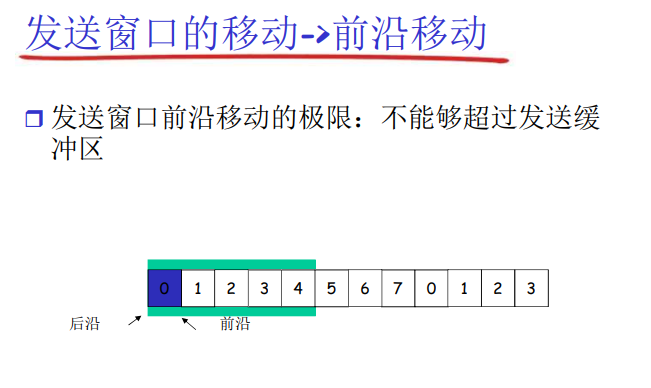 发送窗口的移动->前沿移动
发送窗口前沿移动的极限：不能够超过发送缓
冲区
0 1 2 3 4 5 6 7 0 1 2 3
后沿 前沿